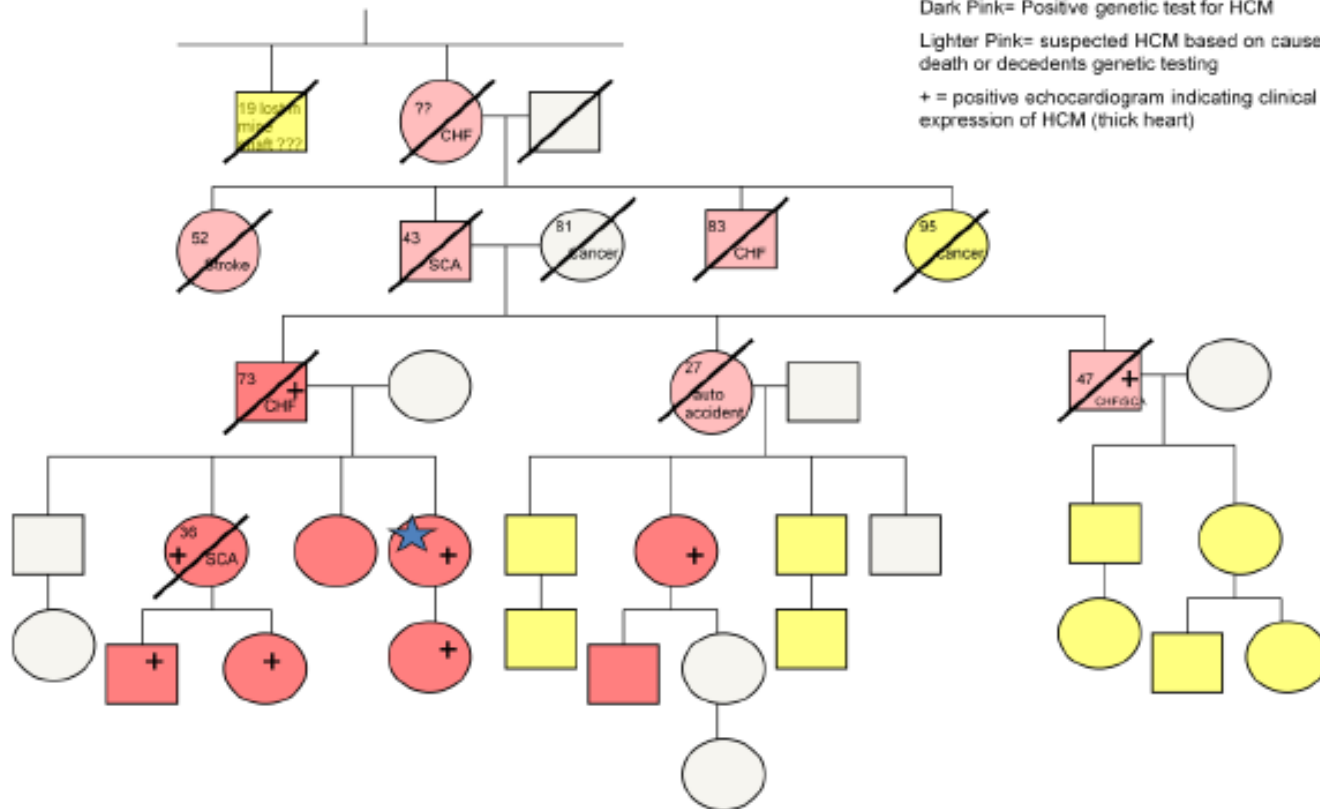 Dark Pink= Positive genetic test for HCM
Lighter Pink= suspected HCM based on cause
death or decedents genetic testing
+ = positive echocardiogram indicating clinical
expression of HCM (thick heart)
19 lost
mine
shaft ???
??
CHF
52
Stroke
43
SCA
81
Cancer
83
CHF
95
cancer
73
+
CHF
27
auto
accident
47
+
CHF/SCA
36
+
SCA
+
+
+
+
+